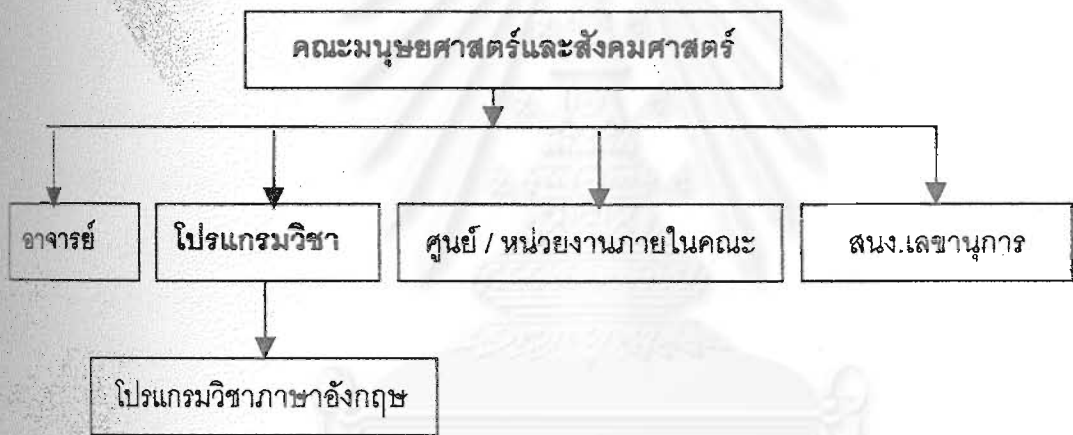 คณะมนุษยศาสตร์และสังคมศาสตร์
อาจารย์
โปรแกรมวิชา
ศูนย์ / หน่วยงานภายในคณะ
สนง.เลขานุการ
โปรแกรมวิชาภาษาอังกฤษ